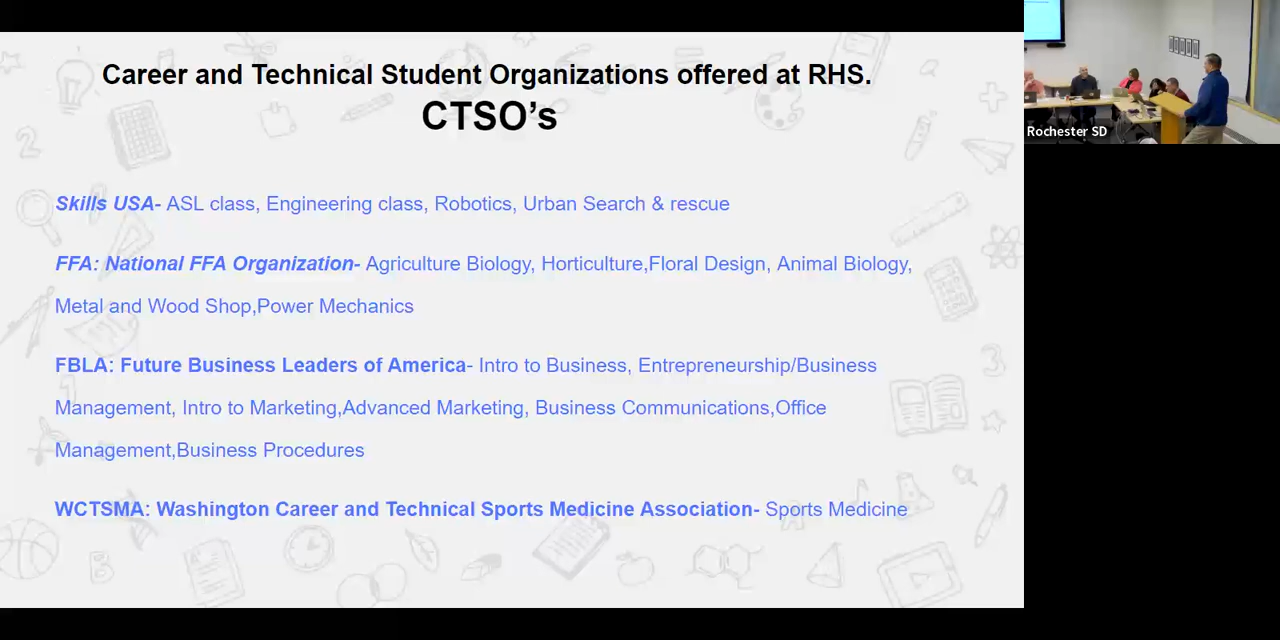 Career and Technical Student Organizations offered at RHS.
CTSO's
Skills USA- ASL class, Engineering class, Robotics, Urban Search & rescue
FFA: National FFA Organization- Agriculture Biology, Horticulture,Floral Design, Animal Biology,
Metal and Wood Shop,Power Mechanics
FBLA: Future Business Leaders of America- Intro to Business, Entrepreneurship/Business
Management, Intro to Marketing,Advanced Marketing, Business Communications,Office
Management,Business Procedures
WCTSMA: Washington Career and Technical Sports Medicine Association- Sports Medicine
Rochester SD